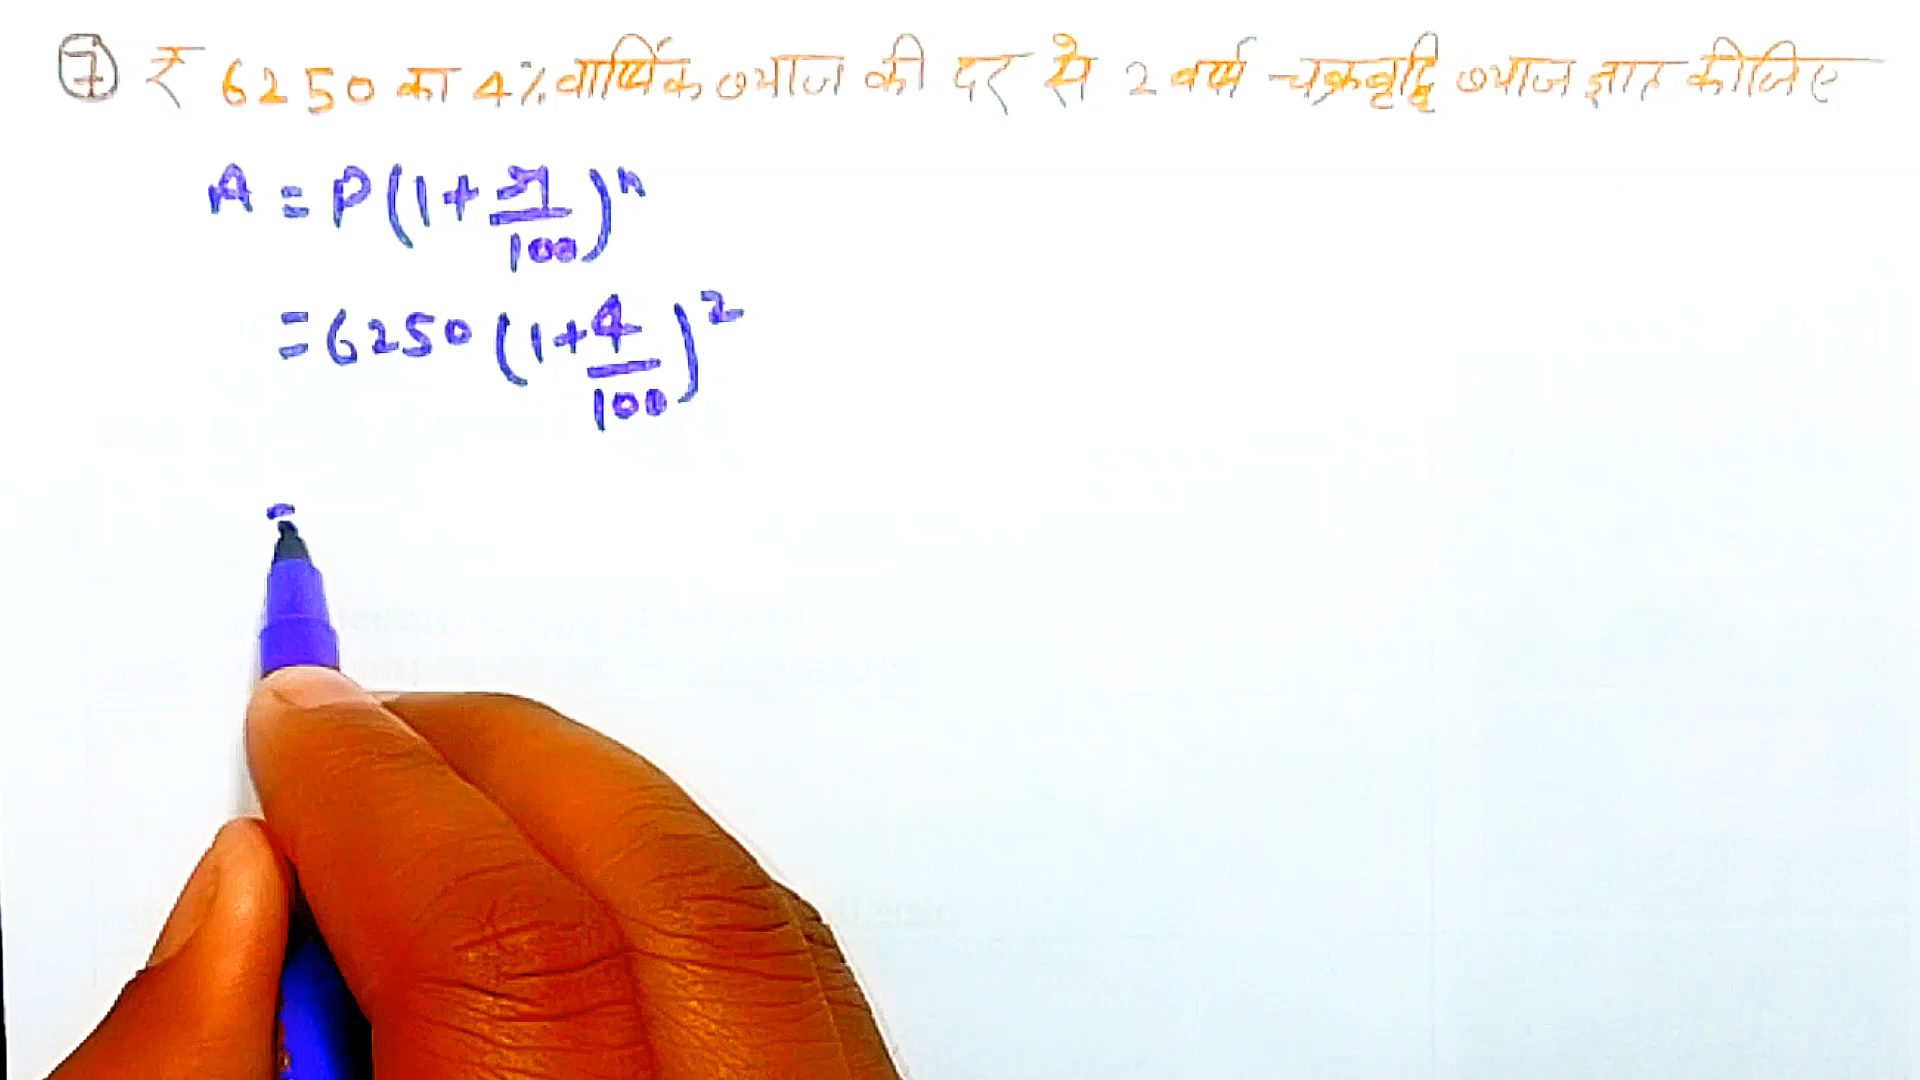 7 ₹ 6250 का 4% वार्षिक ब्याज की दर से 2 वर्ष चक्रवृद्धि ब्याज ज्ञात कीजिए
A = P(1+r/100)^n
= 6250(1+4/100)^2
=